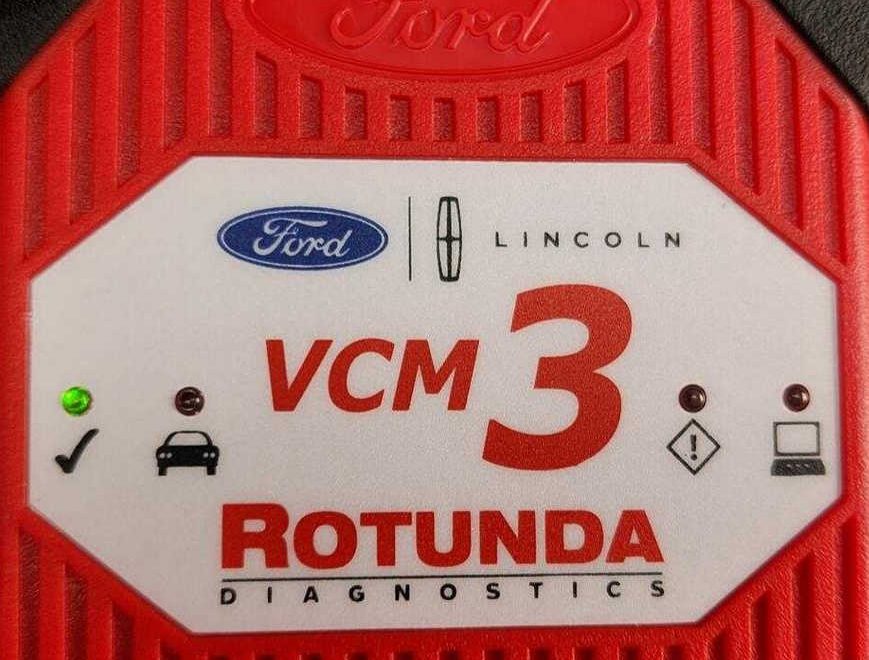 Ford
Ford LINCOLN
VCM 3
ROTUNDA
DIAGNOSTICS